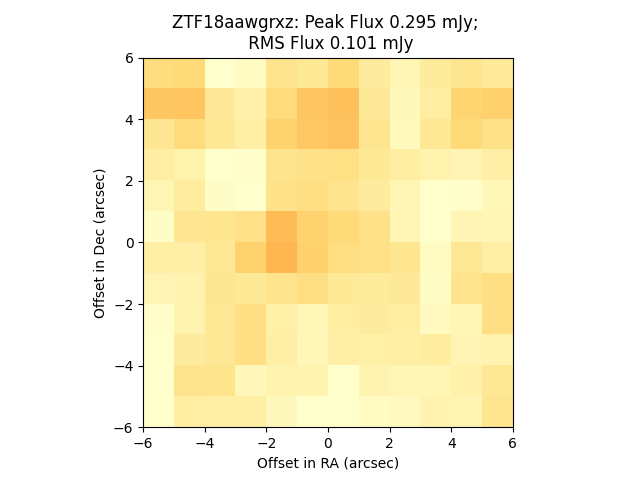 ZTF18aawgrxz: Peak Flux 0.295 mJy;
RMS Flux 0.101 mJy
6
4
2
0
−2
−4
−6
Offset in Dec (arcsec)
−6 −4 −2 0 2 4 6
Offset in RA (arcsec)